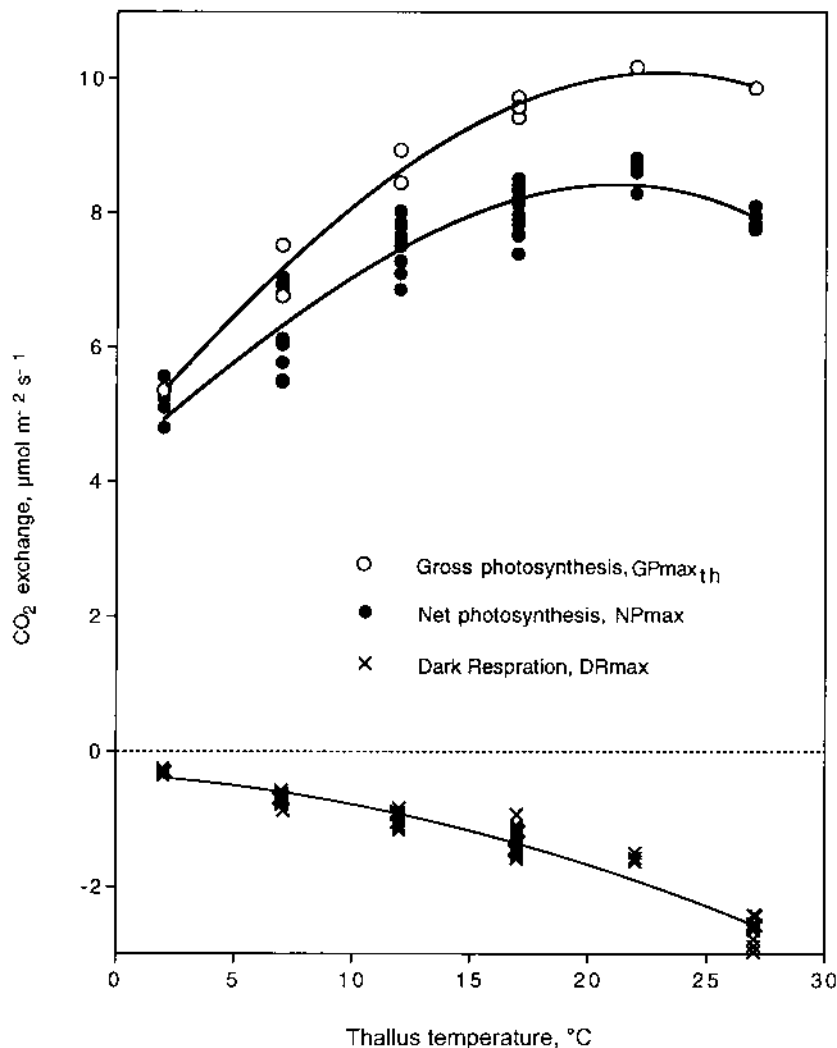 10
8
6
4
2
0
-2
CO2 exchange, µmol m-2 s-1
Gross photosynthesis, GPmaxth
Net photosynthesis, NPmax
Dark Respration, DRmax
0 5 10 15 20 25 30
Thallus temperature, °C